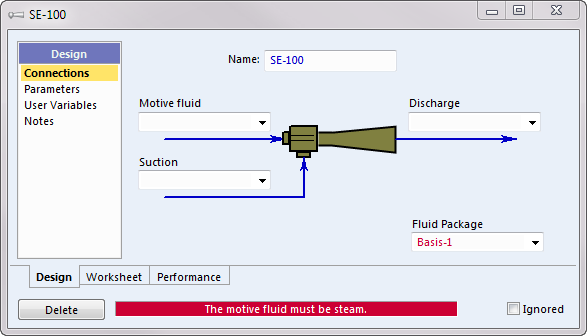 SE-100
Design
Connections
Parameters
User Variables
Notes
Name: SE-100
Motive fluid
Discharge
Suction
Fluid Package
Basis-1
Design Worksheet Performance
Delete
The motive fluid must be steam.
Ignored